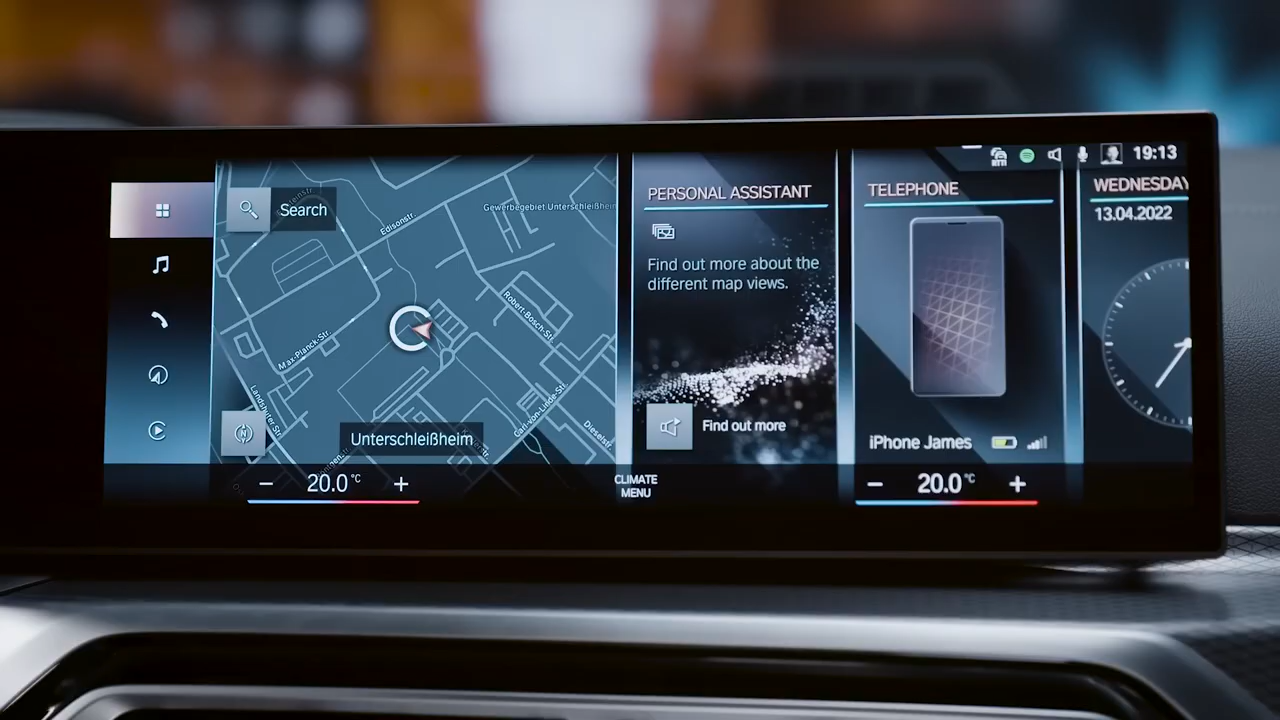 19:13
Search
Edisonstr.
Gewerbegebiet Unterschleißheim
Max-Planck-Str.
Robert-Bosch-Str.
Landshuter Str.
Carl-von-Linde-Str.
Dieselstr.
N
Unterschleißheim
PERSONAL ASSISTANT
Find out more about the
different map views.
Find out more
TELEPHONE
iPhone James
WEDNESDAY
13.04.2022
− 20.0 °C +
CLIMATE
MENU
− 20.0 °C +